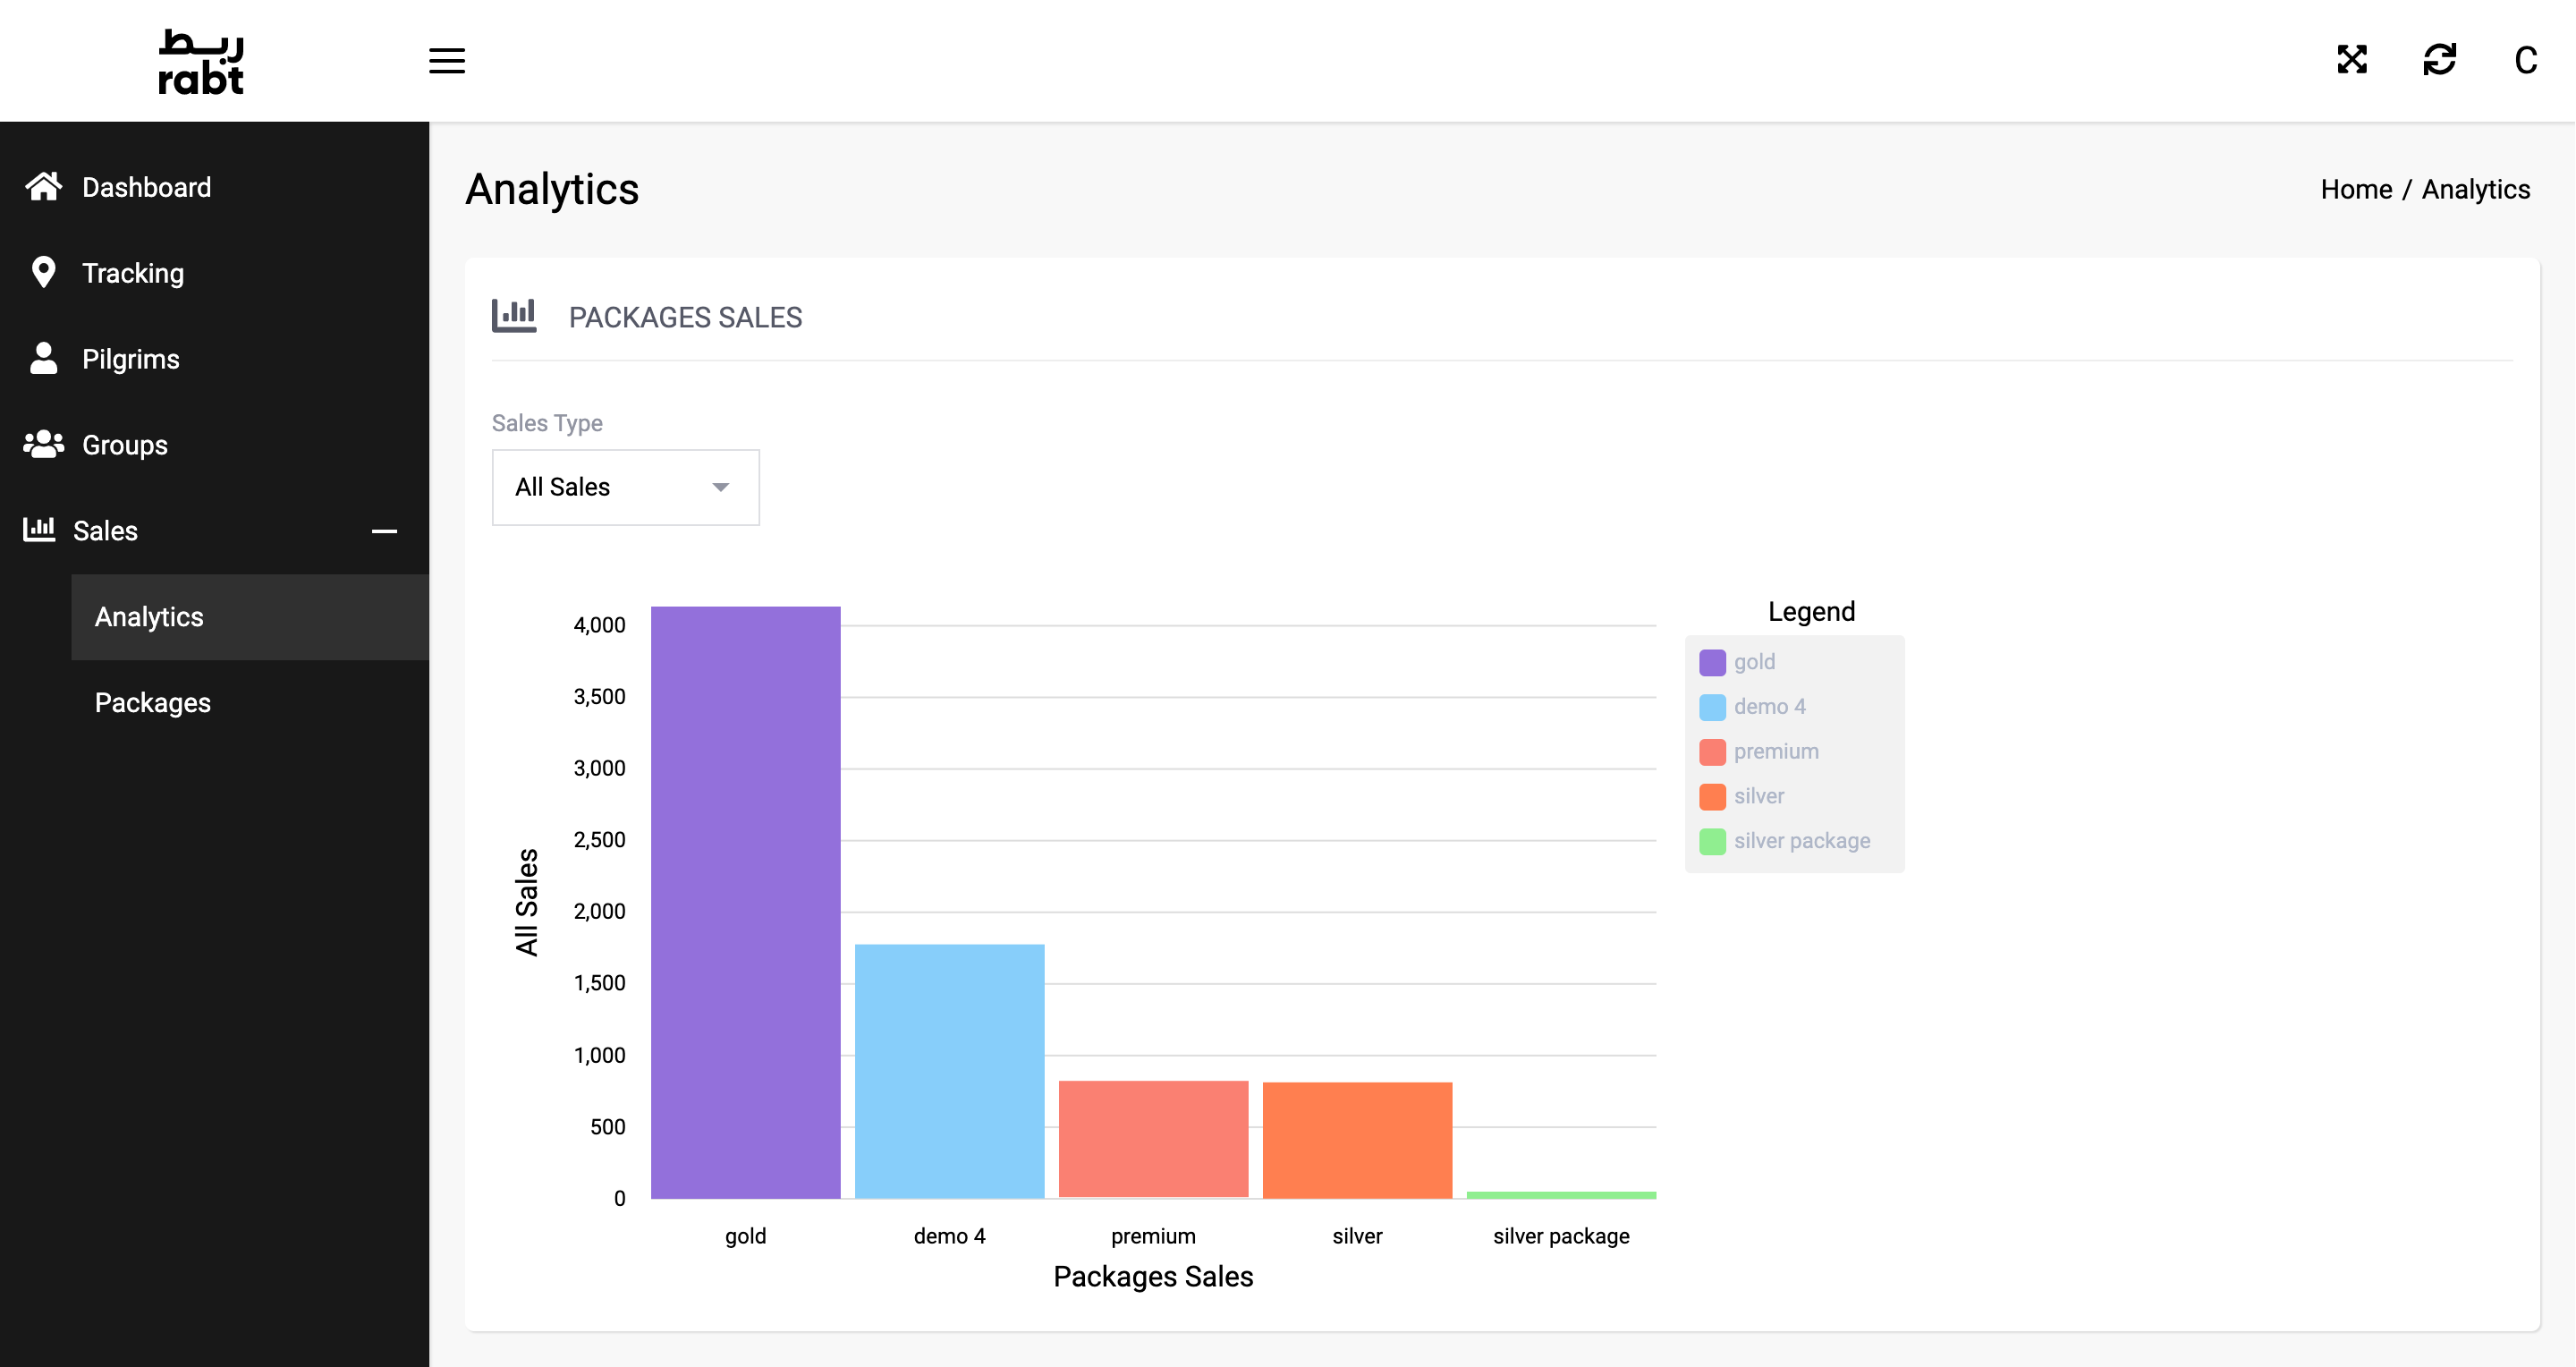 ربط
rabt
C
Dashboard
Tracking
Pilgrims
Groups
Sales
Analytics
Packages
Analytics
Home / Analytics
PACKAGES SALES
Sales Type
All Sales
All Sales
4,000
3,500
3,000
2,500
2,000
1,500
1,000
500
0
gold
demo 4
premium
silver
silver package
Packages Sales
Legend
gold
demo 4
premium
silver
silver package